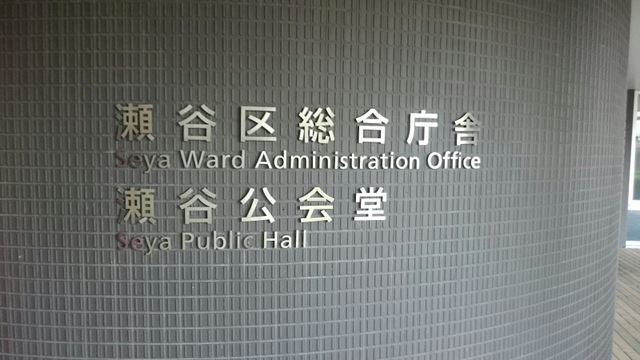 瀬谷区総合庁舎
Seya Ward Administration Office
瀬谷公会堂
Seya Public Hall